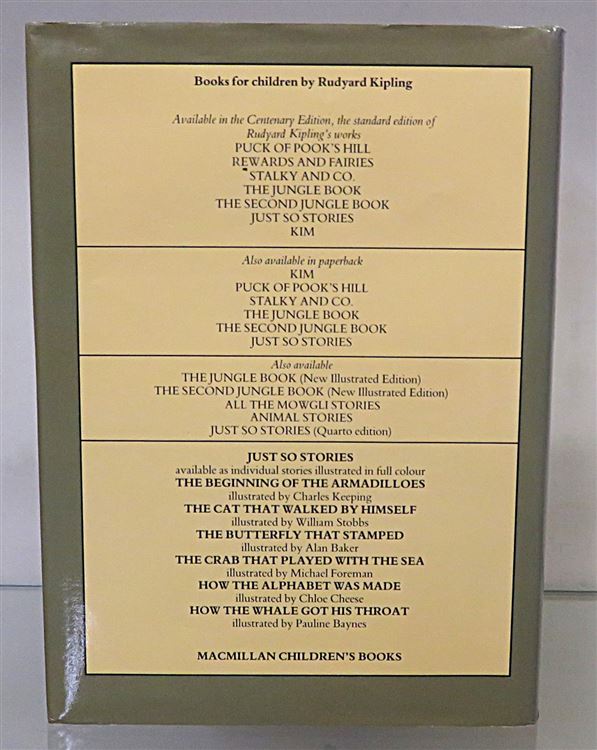 Books for children by Rudyard Kipling
Available in the Centenary Edition, the standard edition of
Rudyard Kipling's works
PUCK OF POOK'S HILL
REWARDS AND FAIRIES
STALKY AND CO.
THE JUNGLE BOOK
THE SECOND JUNGLE BOOK
JUST SO STORIES
KIM
Also available in paperback
KIM
PUCK OF POOK'S HILL
STALKY AND CO.
THE JUNGLE BOOK
THE SECOND JUNGLE BOOK
JUST SO STORIES
Also available
THE JUNGLE BOOK (New Illustrated Edition)
THE SECOND JUNGLE BOOK (New Illustrated Edition)
ALL THE MOWGLI STORIES
ANIMAL STORIES
JUST SO STORIES (Quarto edition)
JUST SO STORIES
available as individual stories illustrated in full colour
THE BEGINNING OF THE ARMADILLOES
illustrated by Charles Keeping
THE CAT THAT WALKED BY HIMSELF
illustrated by William Stobbs
THE BUTTERFLY THAT STAMPED
illustrated by Alan Baker
THE CRAB THAT PLAYED WITH THE SEA
illustrated by Michael Foreman
HOW THE ALPHABET WAS MADE
illustrated by Chloe Cheese
HOW THE WHALE GOT HIS THROAT
illustrated by Pauline Baynes
MACMILLAN CHILDREN'S BOOKS